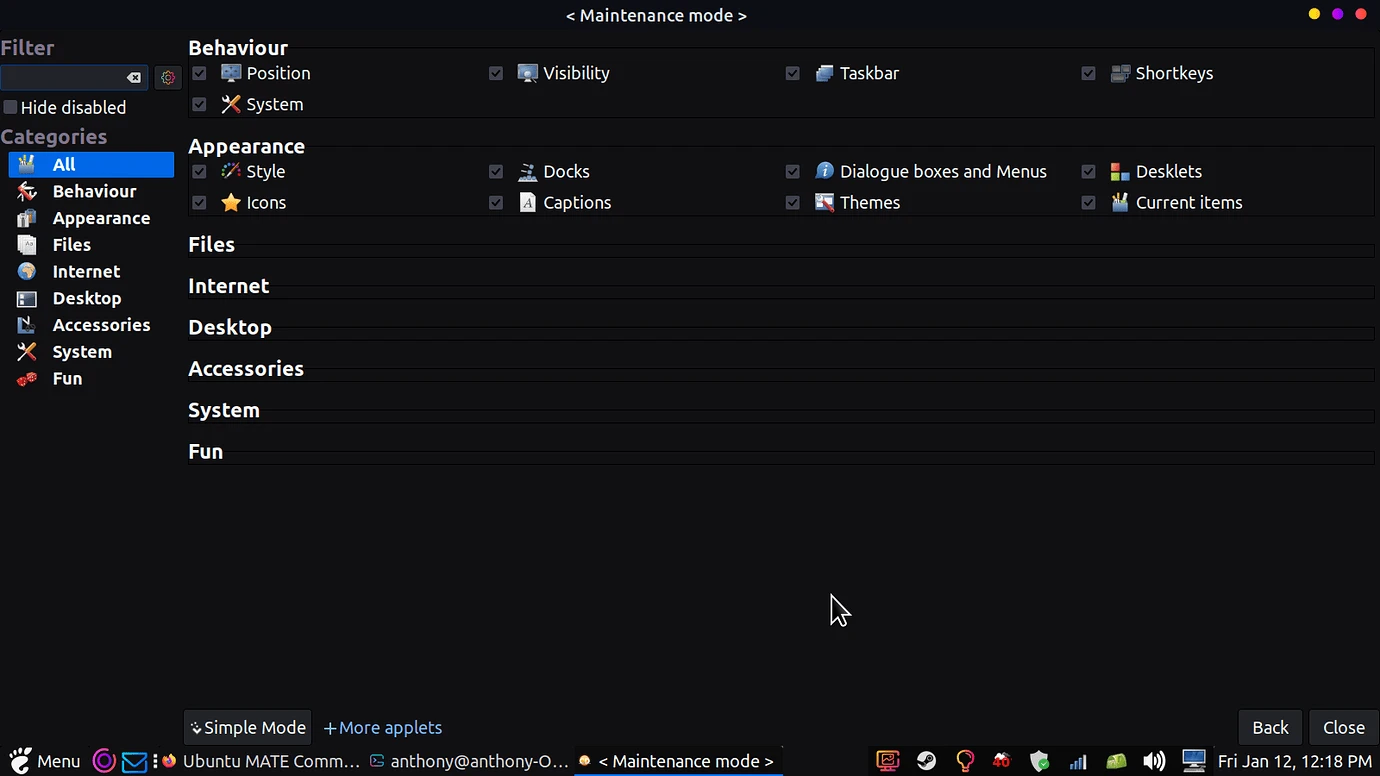 < Maintenance mode >
Filter
Hide disabled
Categories
All
Behaviour
Appearance
Files
Internet
Desktop
Accessories
System
Fun
Behaviour
Position Visibility Taskbar Shortkeys
System
Appearance
Style Docks Dialogue boxes and Menus Desklets
Icons Captions Themes Current items
Files
Internet
Desktop
Accessories
System
Fun
Simple Mode +More applets Back Close
Menu Ubuntu MATE Comm... anthony@anthony-O... < Maintenance mode > 40 Fri Jan 12, 12:18 PM